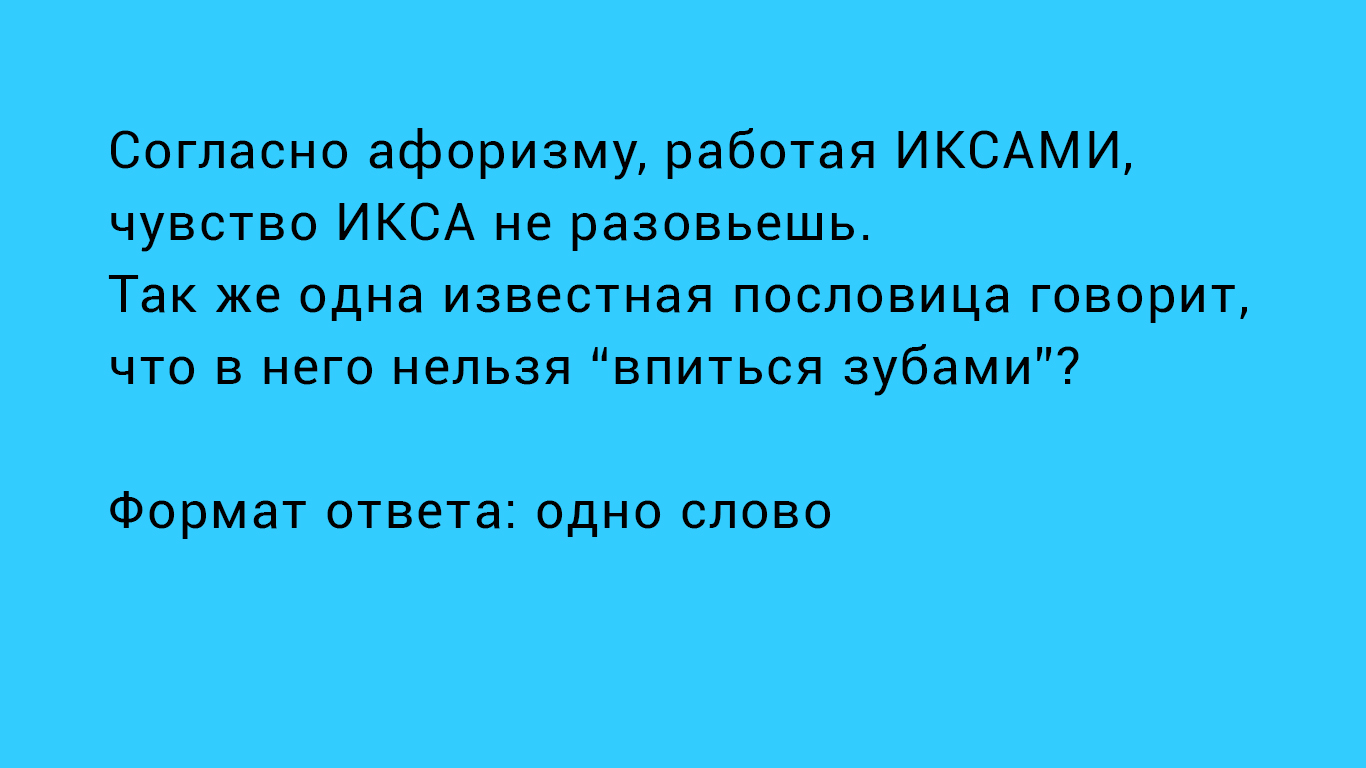 Согласно афоризму, работая ИКСАМИ,
чувство ИКСА не разовьешь.
Так же одна известная пословица говорит,
что в него нельзя “впиться зубами”?
Формат ответа: одно слово